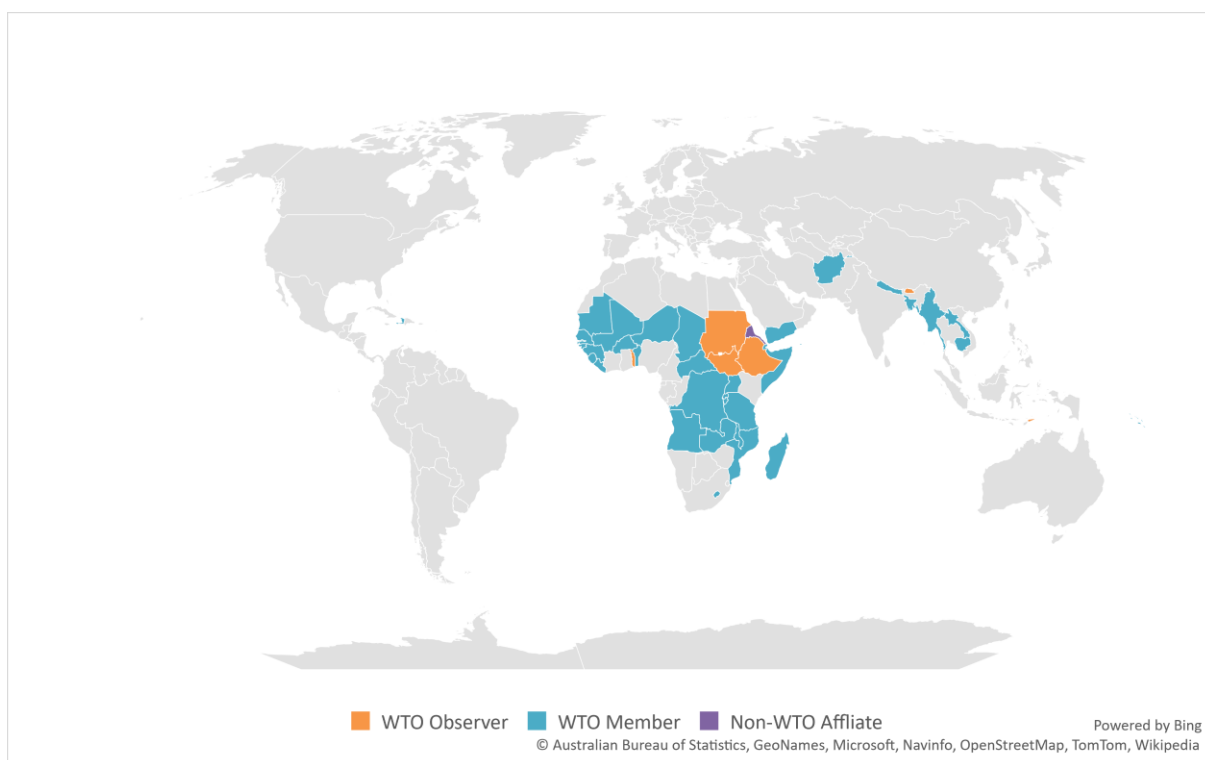 WTO Observer WTO Member Non-WTO Affliate
Powered by Bing
© Australian Bureau of Statistics, GeoNames, Microsoft, Navinfo, OpenStreetMap, TomTom, Wikipedia